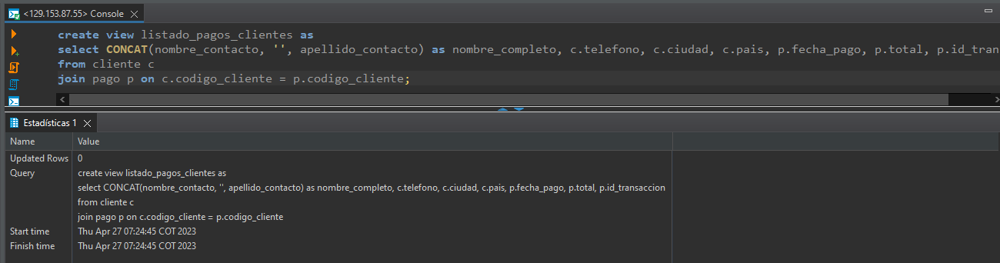 <129.153.87.55> Console
create view listado_pagos_clientes as
select CONCAT(nombre_contacto, '', apellido_contacto) as nombre_completo, c.telefono, c.ciudad, c.pais, p.fecha_pago, p.total, p.id_tran
from cliente c
join pago p on c.codigo_cliente = p.codigo_cliente;
Estadísticas 1
Name Value
Updated Rows 0
Query create view listado_pagos_clientes as
select CONCAT(nombre_contacto, '', apellido_contacto) as nombre_completo, c.telefono, c.ciudad, c.pais, p.fecha_pago, p.total, p.id_transaccion
from cliente c
join pago p on c.codigo_cliente = p.codigo_cliente
Start time Thu Apr 27 07:24:45 COT 2023
Finish time Thu Apr 27 07:24:45 COT 2023